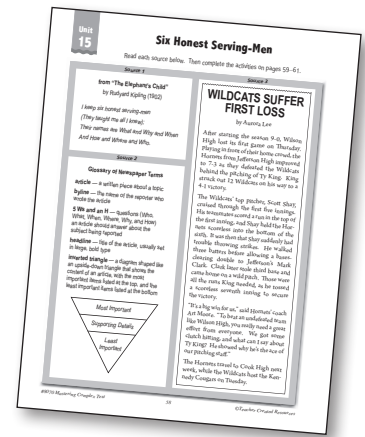 Unit
15
Six Honest Serving-Men
Read each source below. Then complete the activities on pages 59–61.
Source 1
from "The Elephant's Child"
by Rudyard Kipling (1902)
I keep six honest serving-men
(They taught me all I knew);
Their names are What and Why and When
And How and Where and Who.
Source 2
Glossary of Newspaper Terms
article — a written piece about a topic
byline — the name of the reporter who
wrote the article
5 Ws and an H — questions (Who,
What, When, Where, Why, and How)
an article should answer about the
subject being reported
headline — title of the article, usually set
in large, bold type
inverted triangle — a diagram shaped like
an upside-down triangle that shows the
content of an article, with the most
important items listed at the top, and the
least important items listed at the bottom
Most Important
Supporting Details
Least
Important
Source 3
WILDCATS SUFFER
FIRST LOSS
by Aurora Lee
After starting the season 9-0, Wilson
High lost its first game on Thursday.
Playing in front of their home crowd, the
Hornets from Jefferson High improved
to 7-3 as they defeated the Wildcats
behind the pitching of Ty King. King
struck out 12 Wildcats on his way to a
4-1 victory.
The Wildcats' top pitcher, Scott Shay,
cruised through the first five innings.
His teammates scored a run in the top of
the first inning, and Shay held the Hor-
nets scoreless into the bottom of the
sixth. It was then that Shay suddenly had
trouble throwing strikes. He walked
three batters before allowing a bases-
clearing double to Jefferson's Mark
Clark. Clark later stole third base and
came home on a wild pitch. Those were
all the runs King needed, as he tossed
a scoreless seventh inning to secure
the victory.
"It's a big win for us," said Hornets' coach
Art Moore. "To beat an undefeated team
like Wilson High, you really need a great
effort from everyone. We got some
clutch hitting, and what can I say about
Ty King? He showed why he's the ace of
our pitching staff."
The Hornets travel to Cook High next
week, while the Wildcats host the Ken-
nedy Cougars on Tuesday.
Mastering Complex Text
58
©Teacher Created Resources